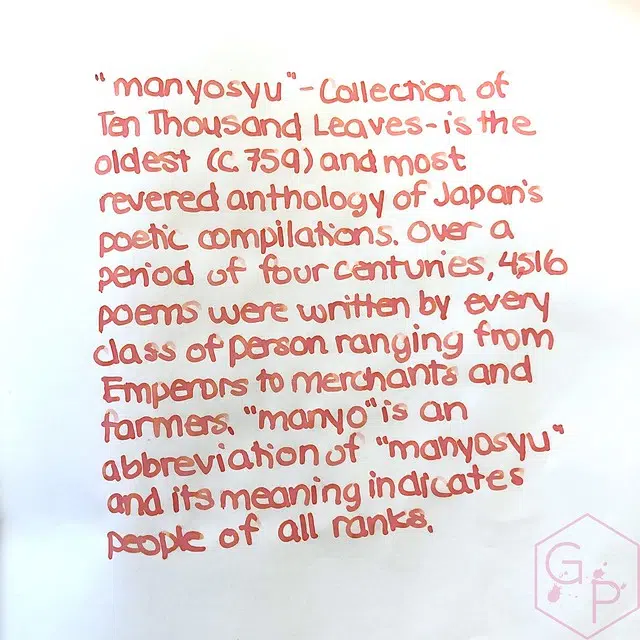 "manyosyu" - Collection of
Ten Thousand Leaves - is the
oldest (c. 759) and most
revered anthology of Japan's
poetic compilations. Over a
period of four centuries, 4,516
poems were written by every
class of person ranging from
Emperors to merchants and
farmers. "manyo" is an
abbreviation of "manyosyu"
and its meaning indicates
people of all ranks.
G P